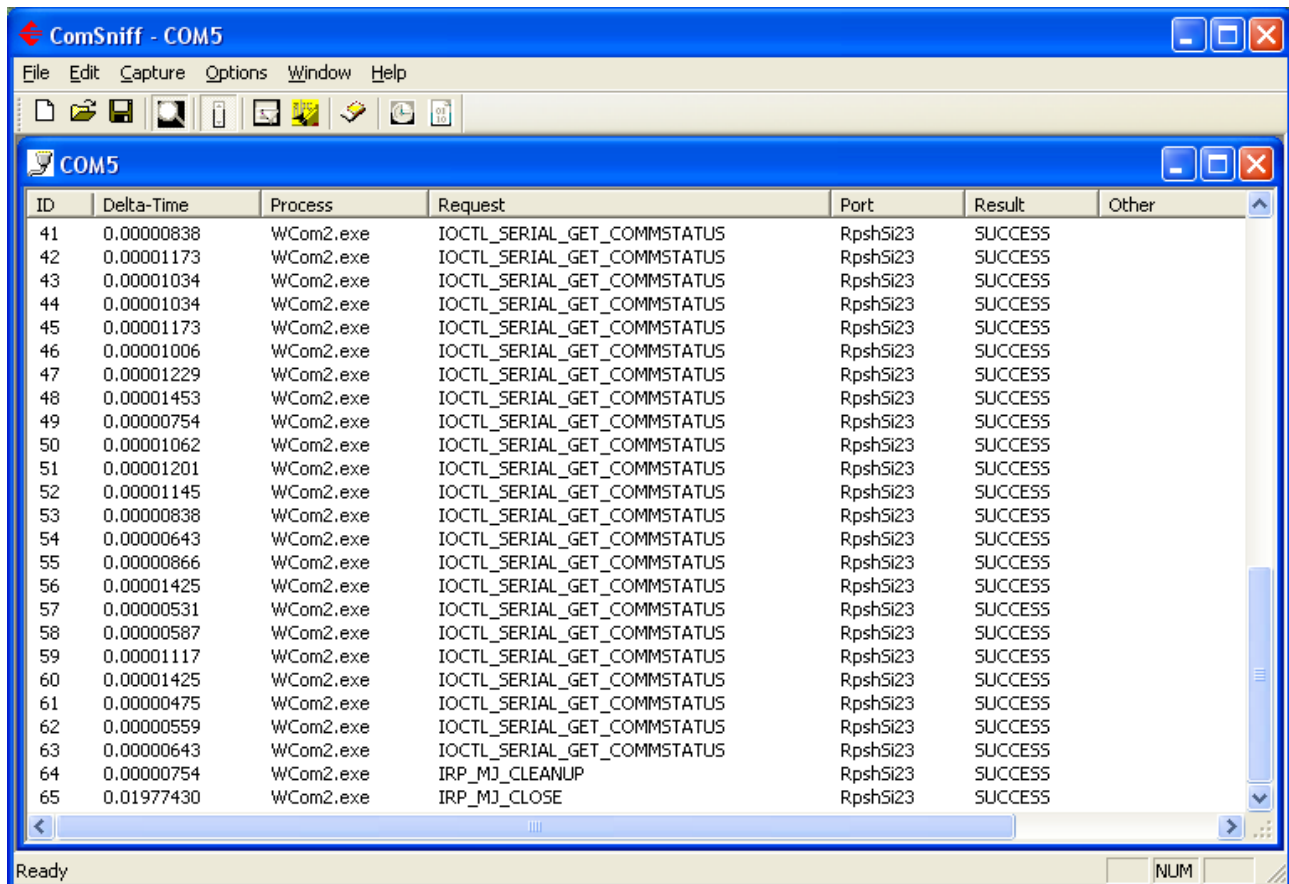 ComSniff - COM5
File Edit Capture Options Window Help
COM5
ID Delta-Time Process Request Port Result Other
41 0.00000838 WCom2.exe IOCTL_SERIAL_GET_COMMSTATUS RpshSi23 SUCCESS
42 0.00001173 WCom2.exe IOCTL_SERIAL_GET_COMMSTATUS RpshSi23 SUCCESS
43 0.00001034 WCom2.exe IOCTL_SERIAL_GET_COMMSTATUS RpshSi23 SUCCESS
44 0.00001034 WCom2.exe IOCTL_SERIAL_GET_COMMSTATUS RpshSi23 SUCCESS
45 0.00001173 WCom2.exe IOCTL_SERIAL_GET_COMMSTATUS RpshSi23 SUCCESS
46 0.00001006 WCom2.exe IOCTL_SERIAL_GET_COMMSTATUS RpshSi23 SUCCESS
47 0.00001229 WCom2.exe IOCTL_SERIAL_GET_COMMSTATUS RpshSi23 SUCCESS
48 0.00001453 WCom2.exe IOCTL_SERIAL_GET_COMMSTATUS RpshSi23 SUCCESS
49 0.00000754 WCom2.exe IOCTL_SERIAL_GET_COMMSTATUS RpshSi23 SUCCESS
50 0.00001062 WCom2.exe IOCTL_SERIAL_GET_COMMSTATUS RpshSi23 SUCCESS
51 0.00001201 WCom2.exe IOCTL_SERIAL_GET_COMMSTATUS RpshSi23 SUCCESS
52 0.00001145 WCom2.exe IOCTL_SERIAL_GET_COMMSTATUS RpshSi23 SUCCESS
53 0.00000838 WCom2.exe IOCTL_SERIAL_GET_COMMSTATUS RpshSi23 SUCCESS
54 0.00000643 WCom2.exe IOCTL_SERIAL_GET_COMMSTATUS RpshSi23 SUCCESS
55 0.00000866 WCom2.exe IOCTL_SERIAL_GET_COMMSTATUS RpshSi23 SUCCESS
56 0.00001425 WCom2.exe IOCTL_SERIAL_GET_COMMSTATUS RpshSi23 SUCCESS
57 0.00000531 WCom2.exe IOCTL_SERIAL_GET_COMMSTATUS RpshSi23 SUCCESS
58 0.00000587 WCom2.exe IOCTL_SERIAL_GET_COMMSTATUS RpshSi23 SUCCESS
59 0.00001117 WCom2.exe IOCTL_SERIAL_GET_COMMSTATUS RpshSi23 SUCCESS
60 0.00001425 WCom2.exe IOCTL_SERIAL_GET_COMMSTATUS RpshSi23 SUCCESS
61 0.00000475 WCom2.exe IOCTL_SERIAL_GET_COMMSTATUS RpshSi23 SUCCESS
62 0.00000559 WCom2.exe IOCTL_SERIAL_GET_COMMSTATUS RpshSi23 SUCCESS
63 0.00000643 WCom2.exe IOCTL_SERIAL_GET_COMMSTATUS RpshSi23 SUCCESS
64 0.00000754 WCom2.exe IRP_MJ_CLEANUP RpshSi23 SUCCESS
65 0.01977430 WCom2.exe IRP_MJ_CLOSE RpshSi23 SUCCESS
Ready NUM